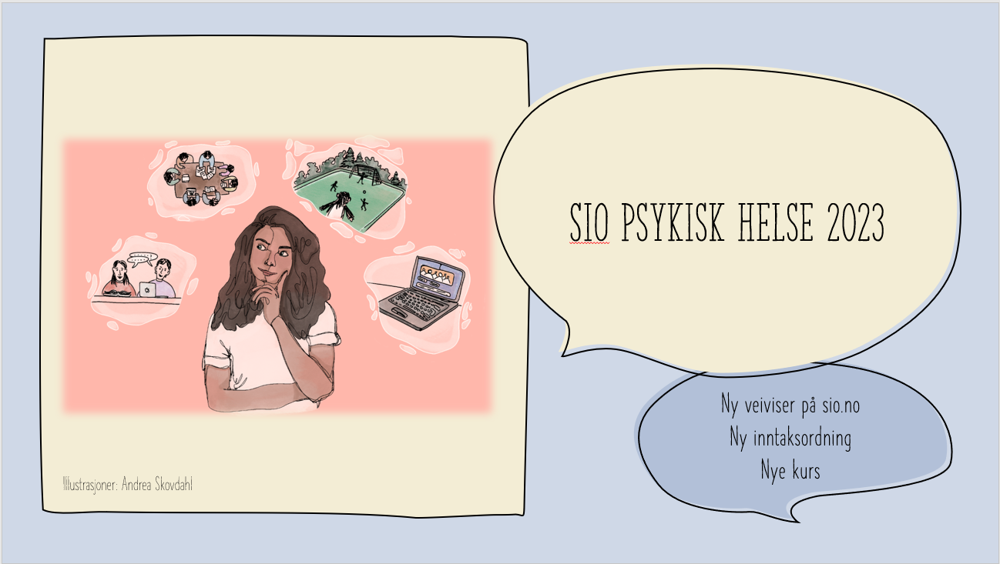 SIO PSYKISK HELSE 2023
Ny veiviser på sio.no
Ny inntaksordning
Nye kurs
Illustrasjoner: Andrea Skovdahl